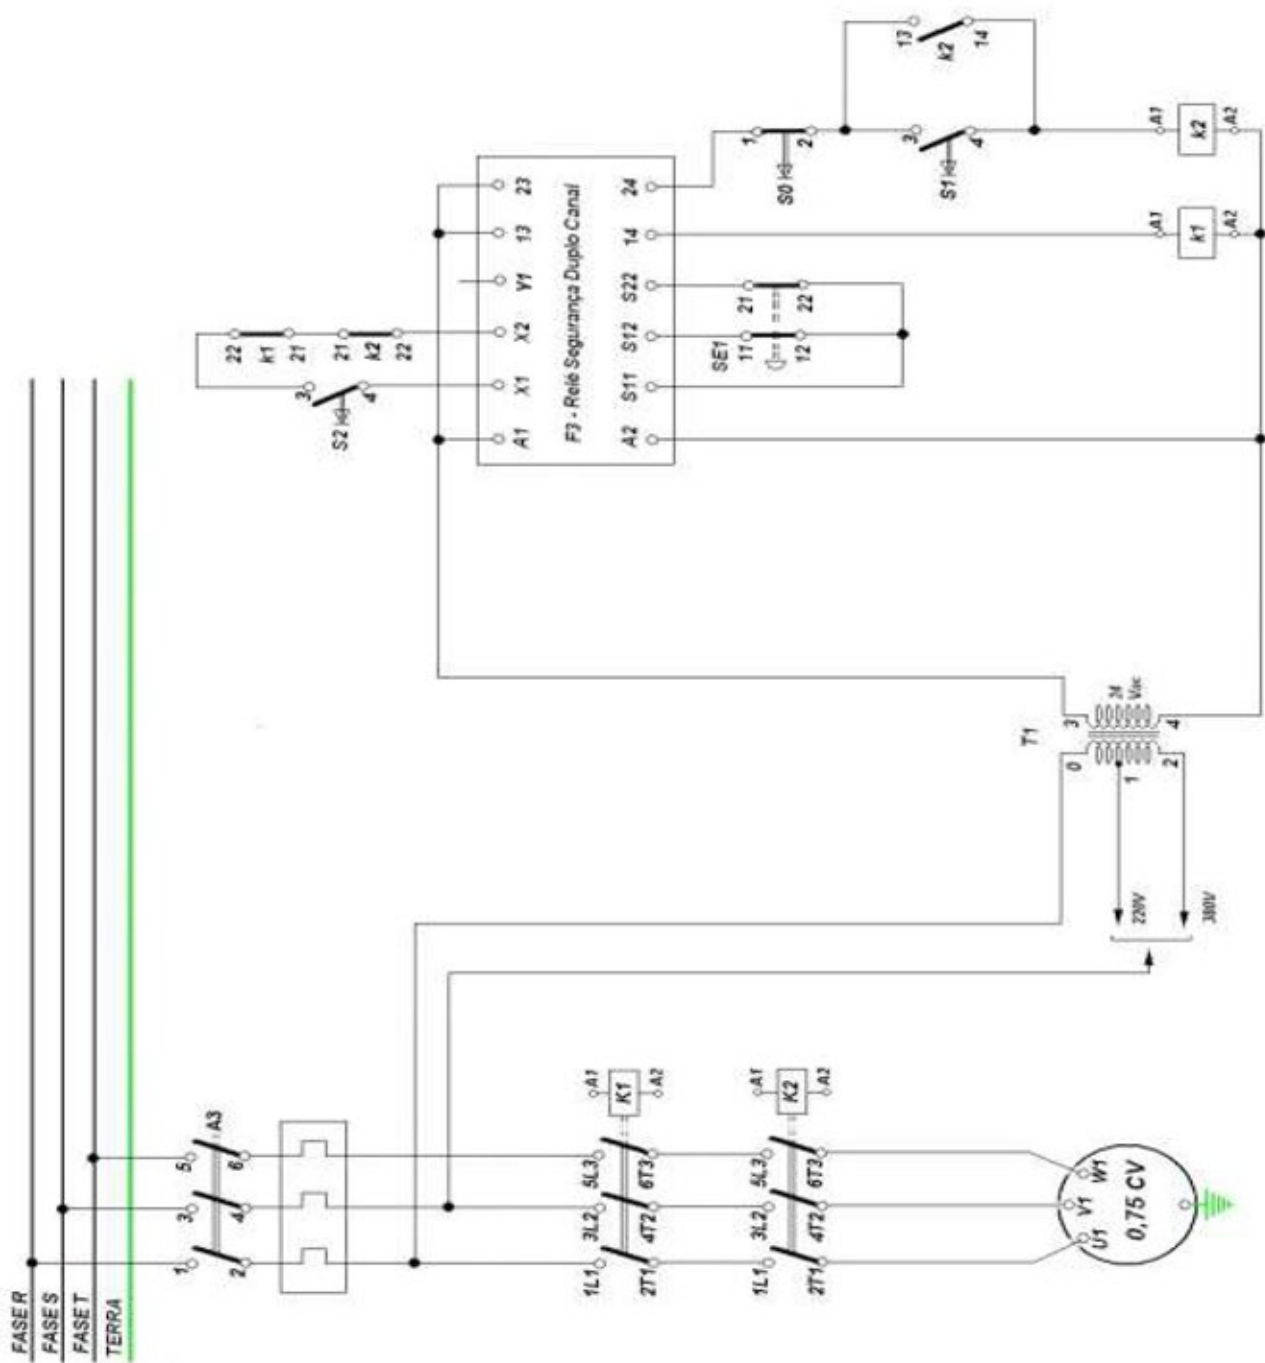 FASE R
FASE S
FASE T
TERRA
1 3 5 A3
2 4 6
1L1 3L2 5L3 A1
K1
2T1 4T2 6T3 A2
1L1 3L2 5L3 A1
K2
2T1 4T2 6T3 A2
U1 V1 W1
0,75 CV
T1
0 3
1 24 Vac
2 4
220V
380V
22
k1
21
21
k2
22
3
S2
4
A1 X1 X2 Y1 13 23
F3 - Relé Segurança Duplo Canal
A2 S11 S12 S22 14 24
SE1
11 21
12 22
1
S0
2
13
k2
14
3
S1
4
A1 A1
k1 k2
A2 A2